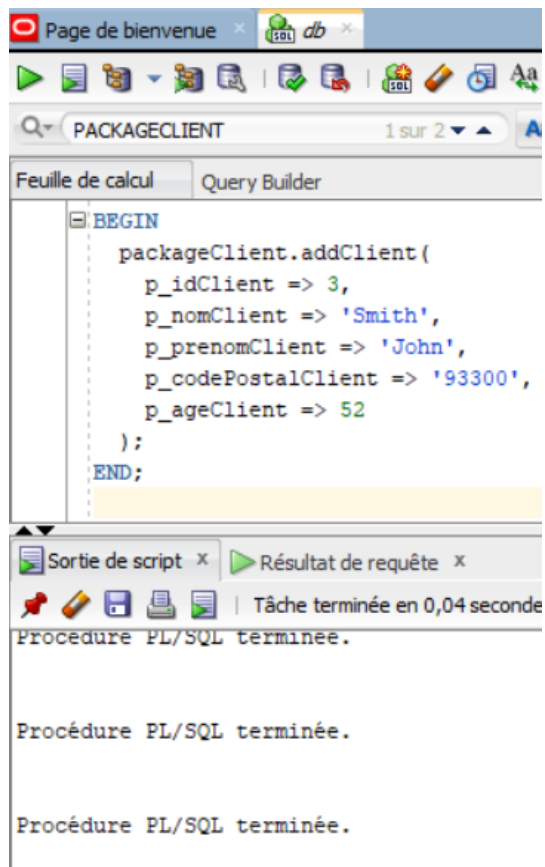 Page de bienvenue
db
PACKAGECLIENT 1 sur 2
Feuille de calcul Query Builder
BEGIN
packageClient.addClient(
p_idClient => 3,
p_nomClient => 'Smith',
p_prenomClient => 'John',
p_codePostalClient => '93300',
p_ageClient => 52
);
END;
Sortie de script x Résultat de requête x
Tâche terminée en 0,04 seconde
Procédure PL/SQL terminée.
Procédure PL/SQL terminée.
Procédure PL/SQL terminée.